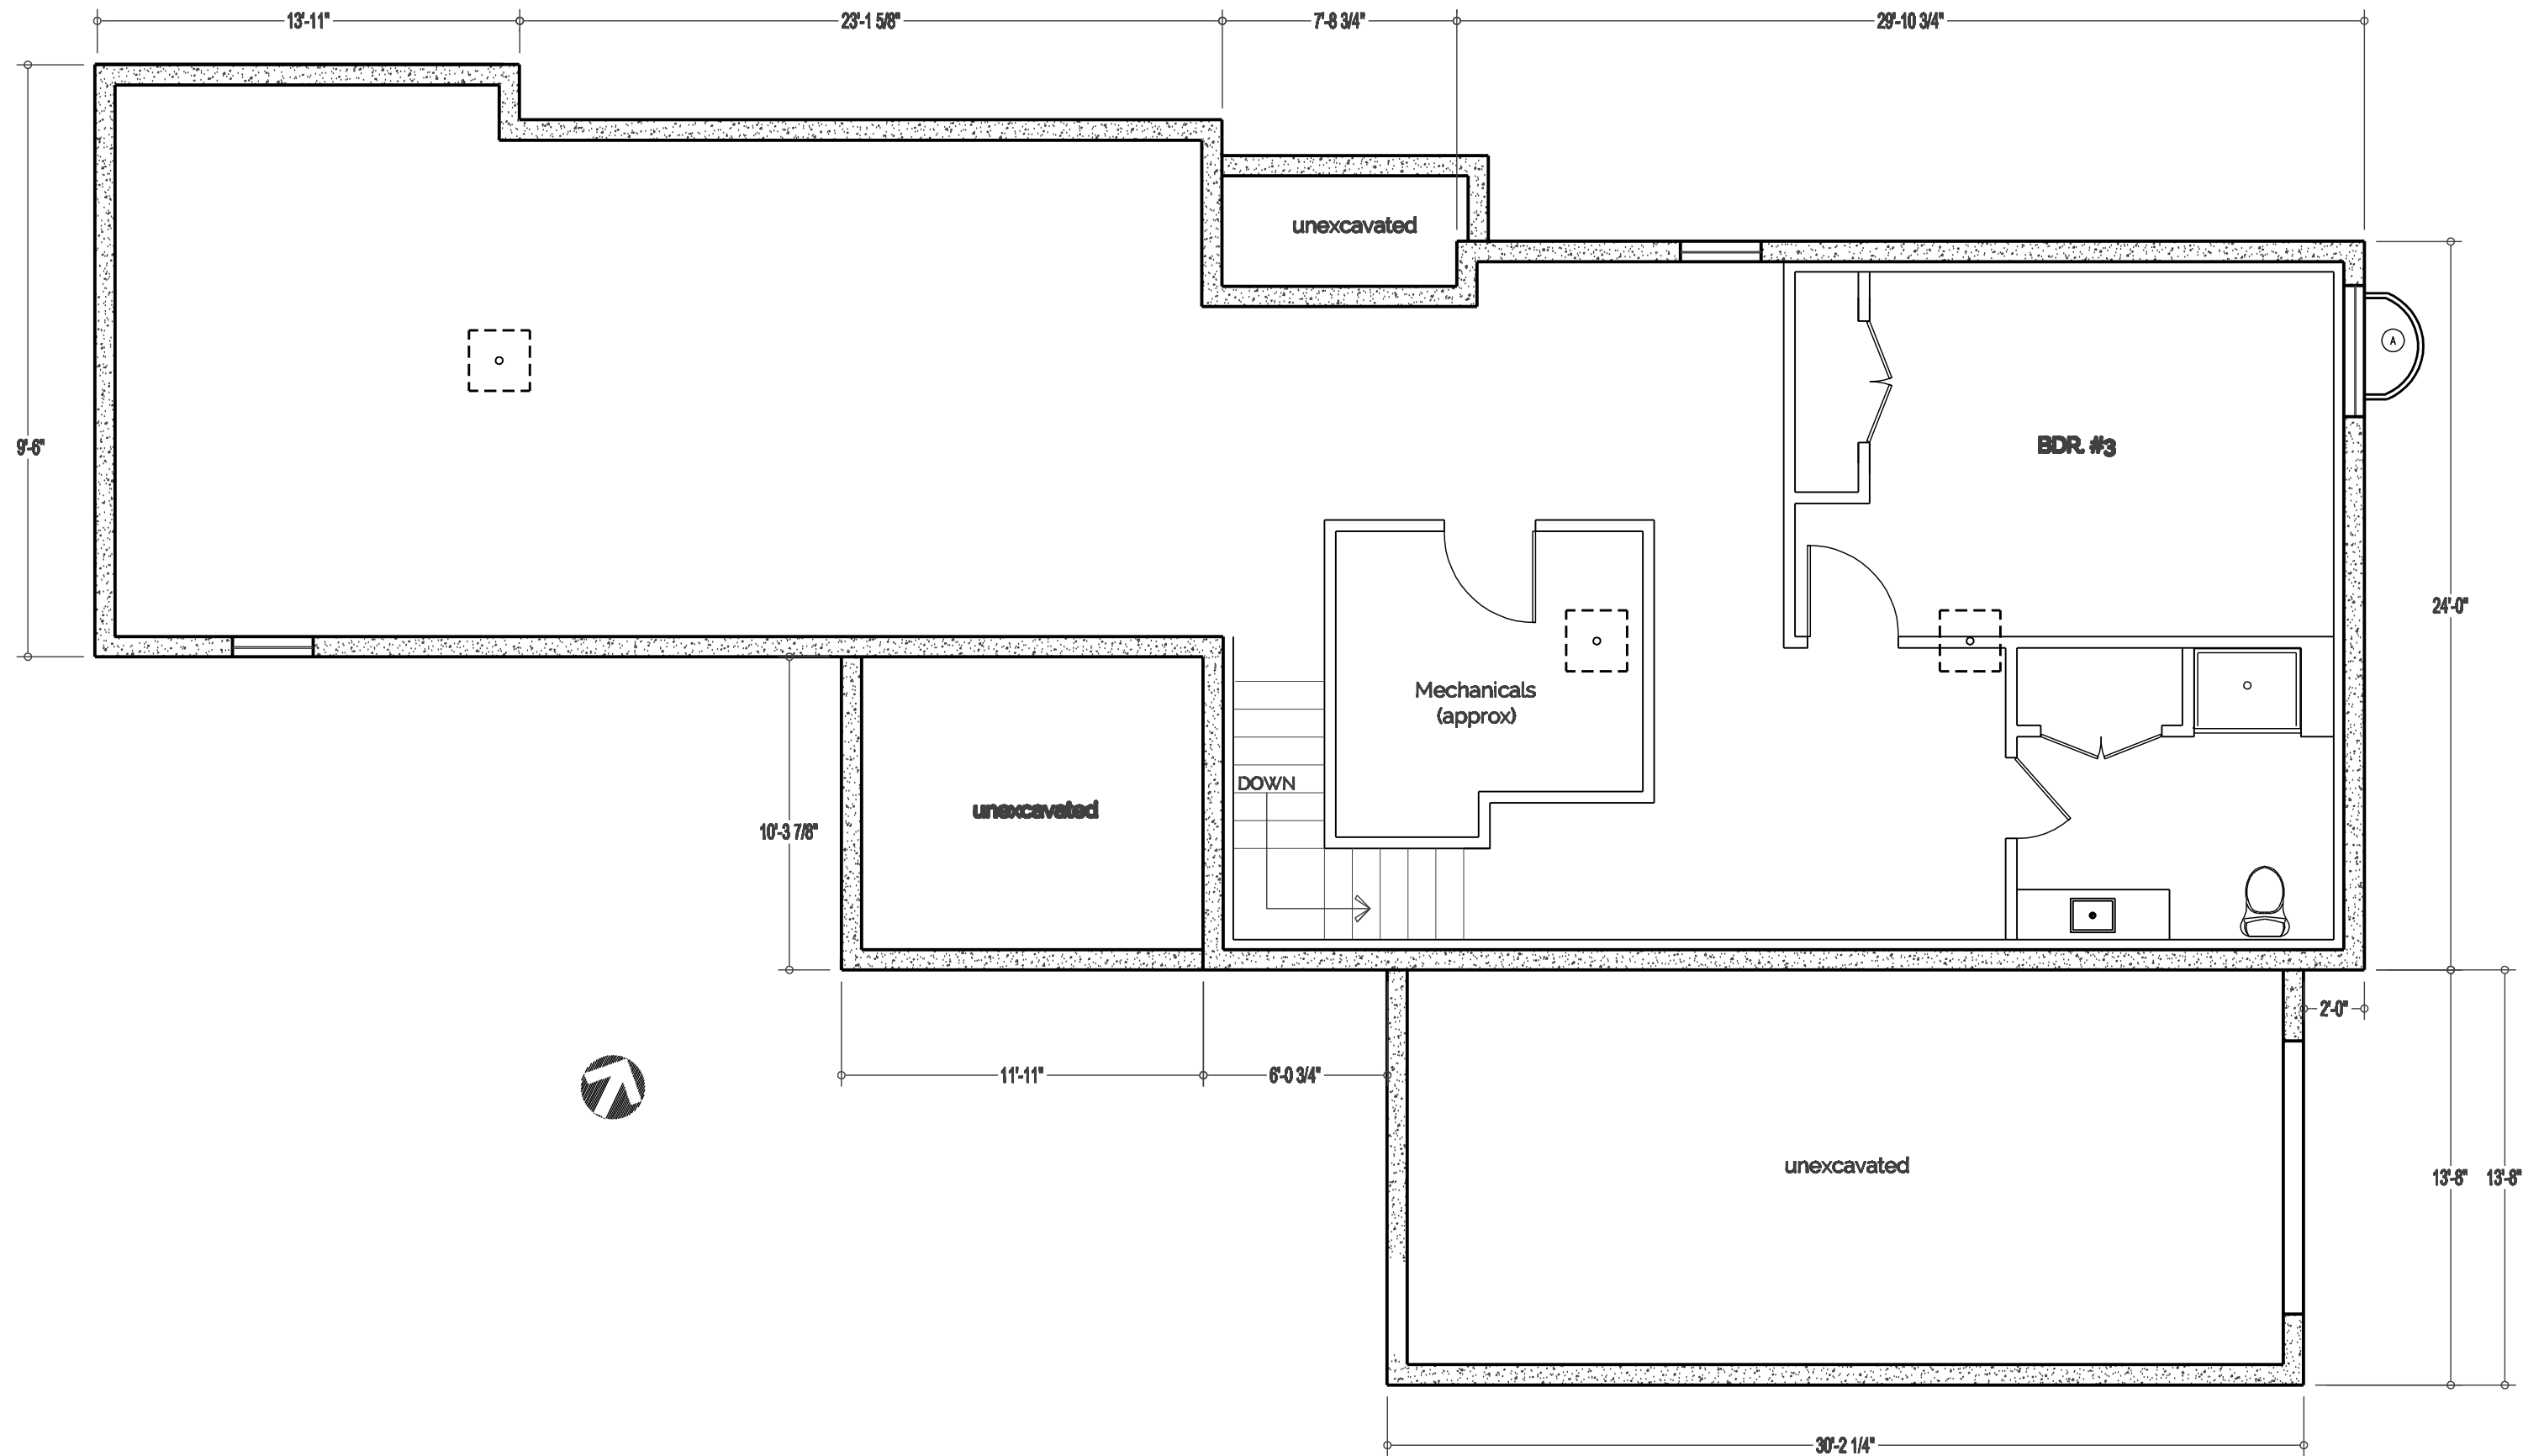 13'-11"
23'-1 5/8"
7'-8 3/4"
29'-10 3/4"
unexcavated
A
9'-6"
BDR. #3
24'-0"
Mechanicals
(approx)
DOWN
unexcavated
10'-3 7/8"
2'-0"
11'-11"
6'-0 3/4"
unexcavated
13'-8"
13'-8"
30'-2 1/4"